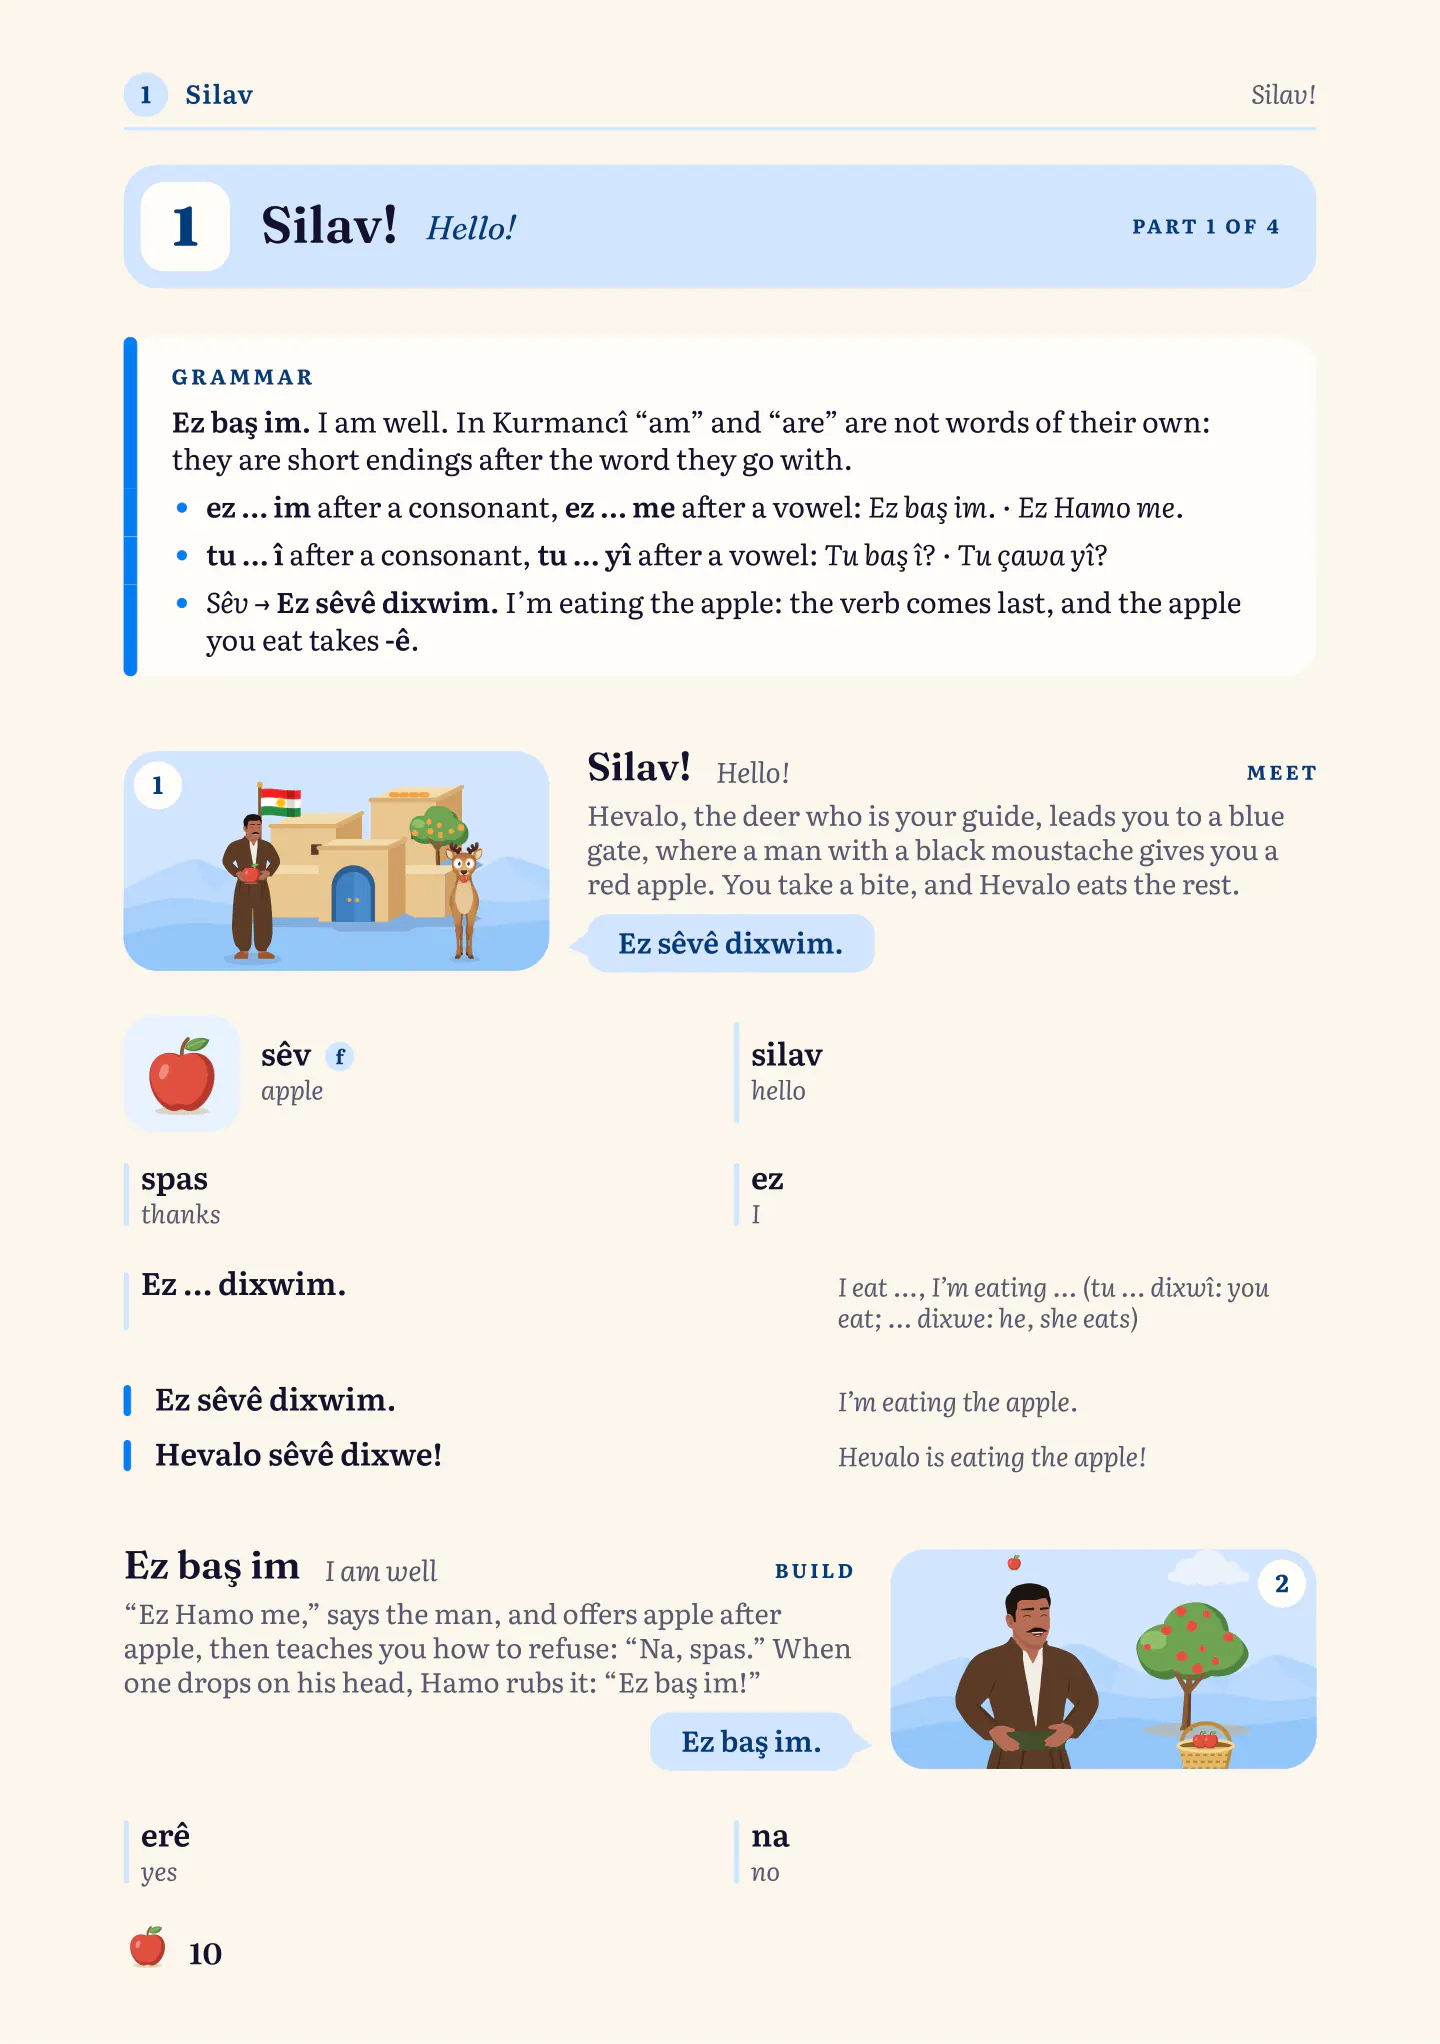 1 Silav
Silav!
1 Silav! Hello!
PART 1 OF 4
GRAMMAR
Ez baş im. I am well. In Kurmancî “am” and “are” are not words of their own:
they are short endings after the word they go with.
• ez … im after a consonant, ez … me after a vowel: Ez baş im. · Ez Hamo me.
• tu … î after a consonant, tu … yî after a vowel: Tu baş î? · Tu çawa yî?
• Sêv → Ez sêvê dixwim. I’m eating the apple: the verb comes last, and the apple
you eat takes -ê.
1
Silav! Hello!
MEET
Hevalo, the deer who is your guide, leads you to a blue
gate, where a man with a black moustache gives you a
red apple. You take a bite, and Hevalo eats the rest.
Ez sêvê dixwim.
sêv f
apple
silav
hello
spas
thanks
ez
I
Ez … dixwim.
I eat …, I’m eating … (tu … dixwî: you
eat; … dixwe: he, she eats)
Ez sêvê dixwim.
I’m eating the apple.
Hevalo sêvê dixwe!
Hevalo is eating the apple!
Ez baş im I am well
BUILD
“Ez Hamo me,” says the man, and offers apple after
apple, then teaches you how to refuse: “Na, spas.” When
one drops on his head, Hamo rubs it: “Ez baş im!”
Ez baş im.
2
erê
yes
na
no
10